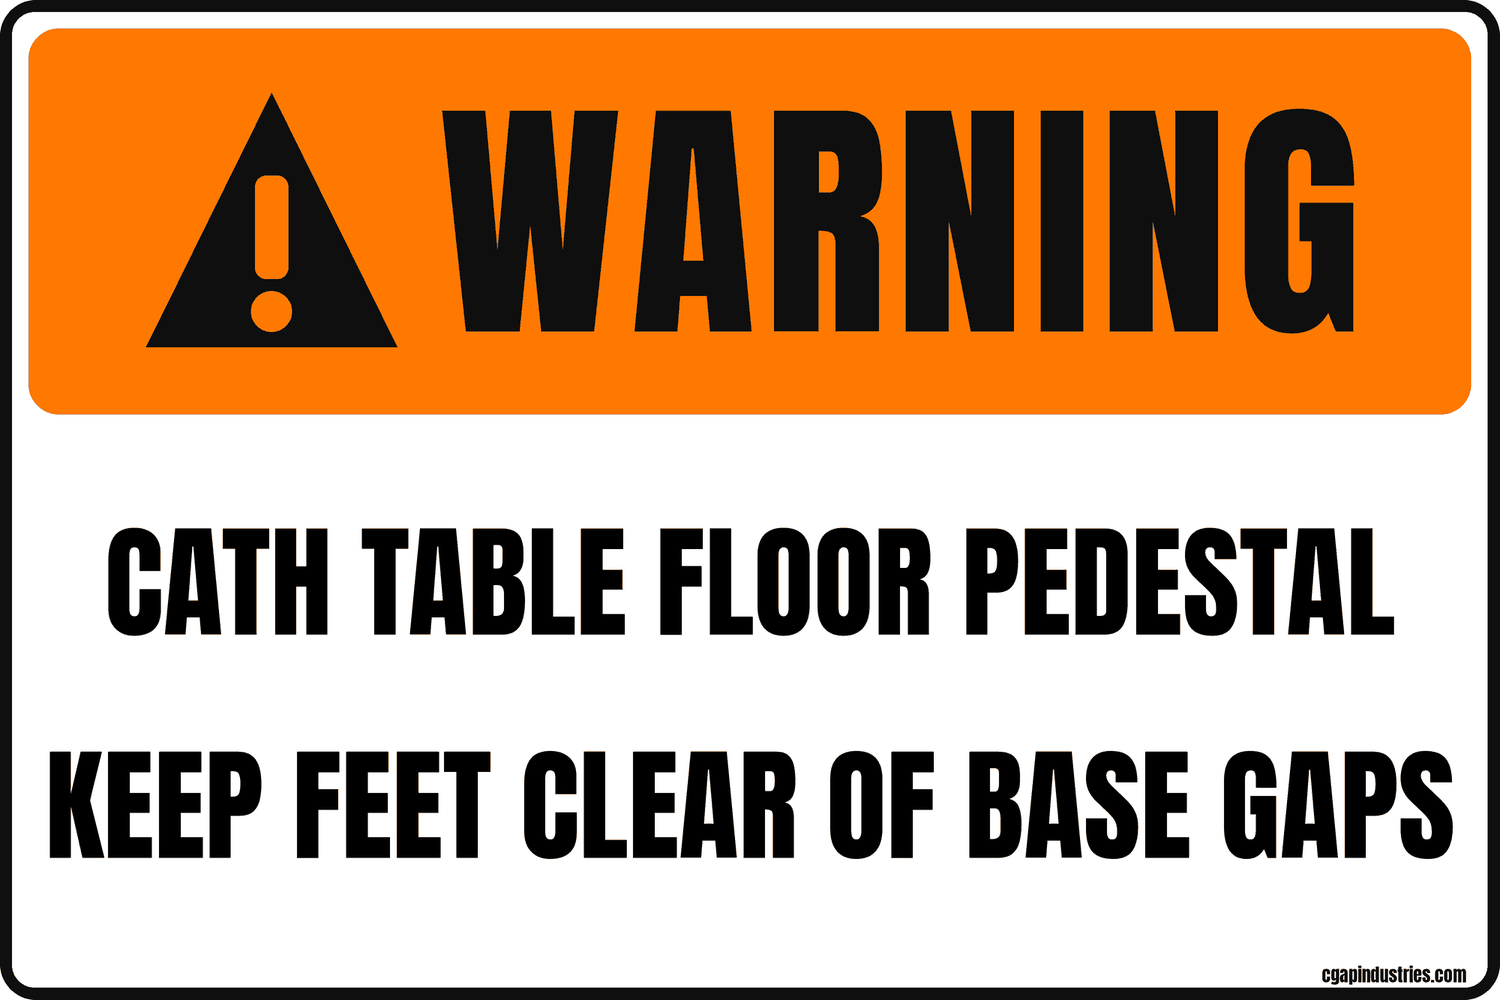 WARNING
CATH TABLE FLOOR PEDESTAL
KEEP FEET CLEAR OF BASE GAPS
cgapindustries.com